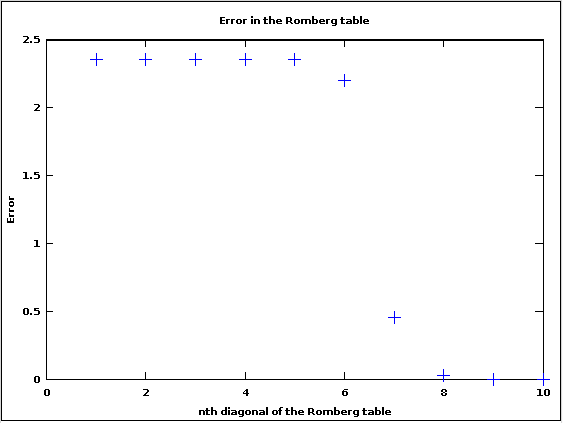 Error in the Romberg table
2.5
2
1.5
1
0.5
0
Error
0 2 4 6 8 10
nth diagonal of the Romberg table